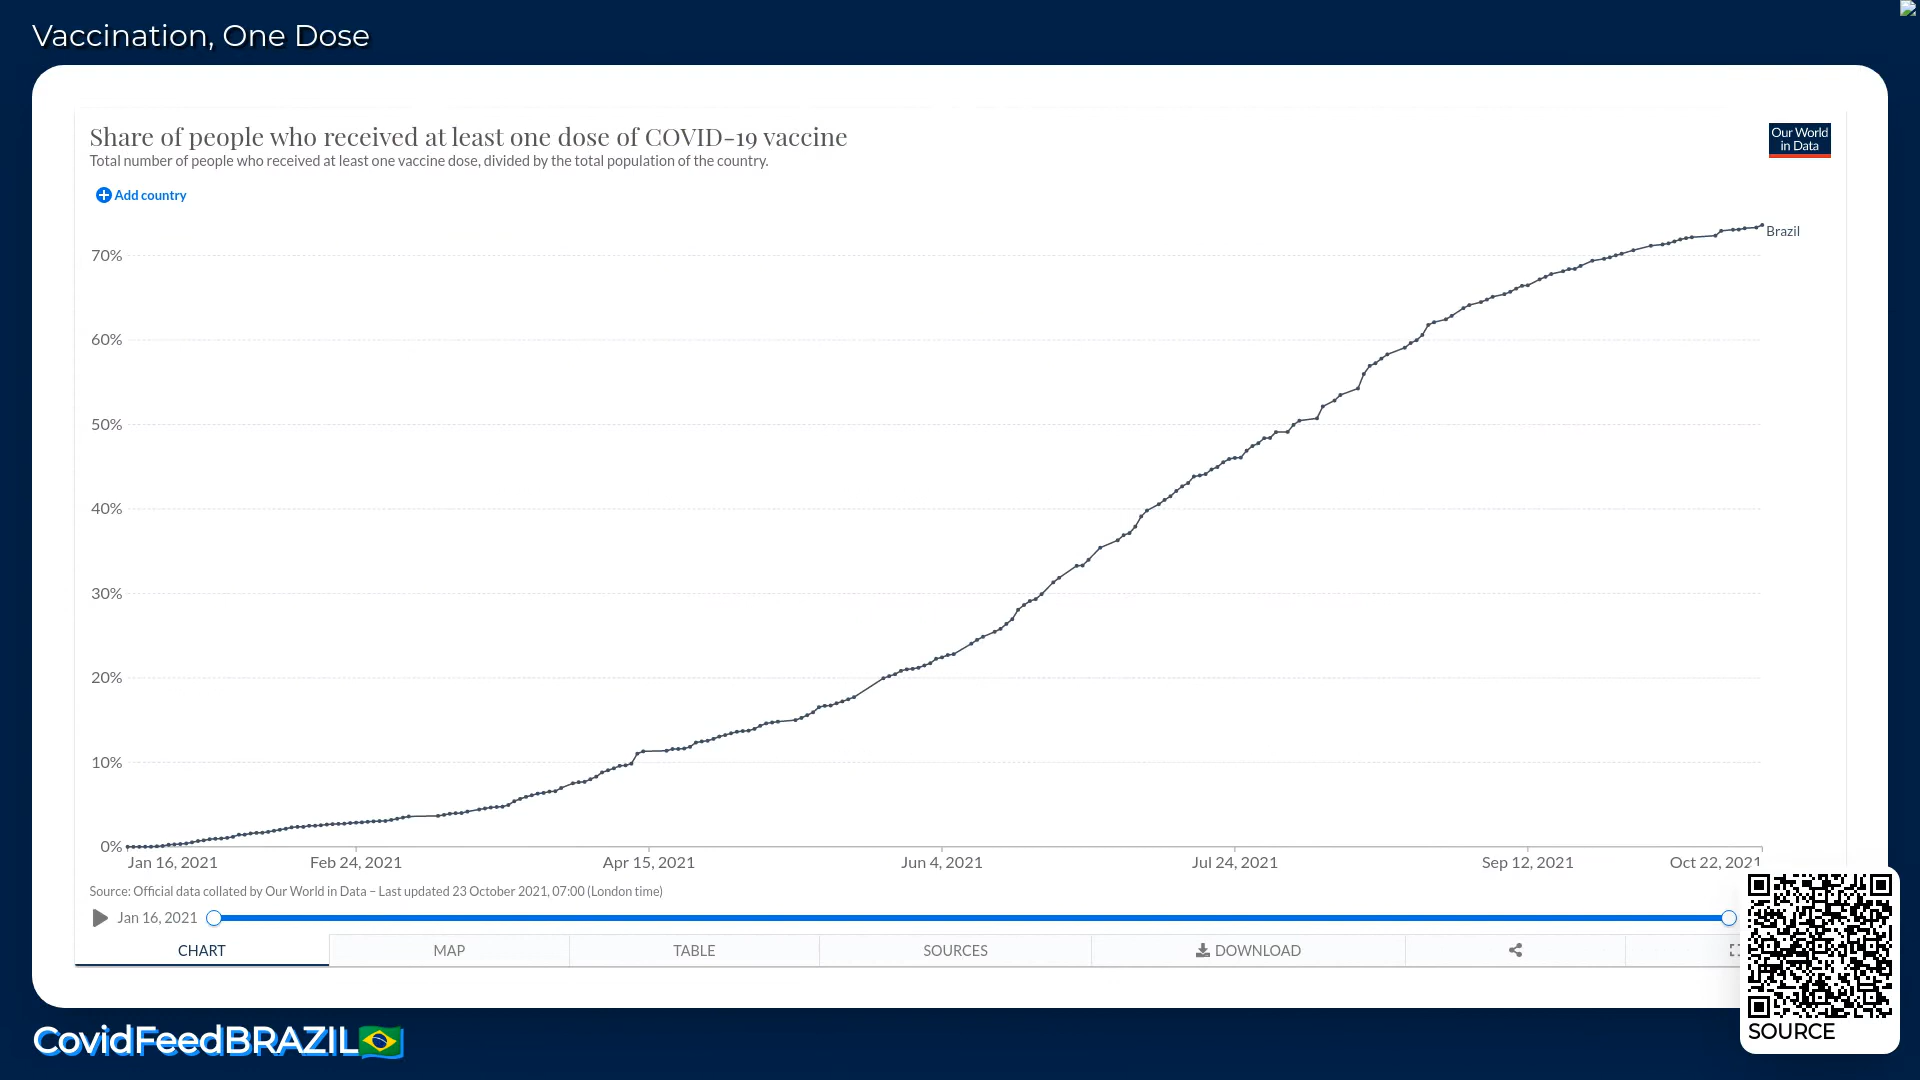 Vaccination, One Dose
Share of people who received at least one dose of COVID-19 vaccine
Total number of people who received at least one vaccine dose, divided by the total population of the country.
Our World
in Data
Add country
Brazil
70%
60%
50%
40%
30%
20%
10%
0%
Jan 16, 2021 Feb 24, 2021 Apr 15, 2021 Jun 4, 2021 Jul 24, 2021 Sep 12, 2021 Oct 22, 2021
Source: Official data collated by Our World in Data – Last updated 23 October 2021, 07:00 (London time)
Jan 16, 2021
CHART MAP TABLE SOURCES DOWNLOAD
SOURCE
CovidFeedBRAZIL